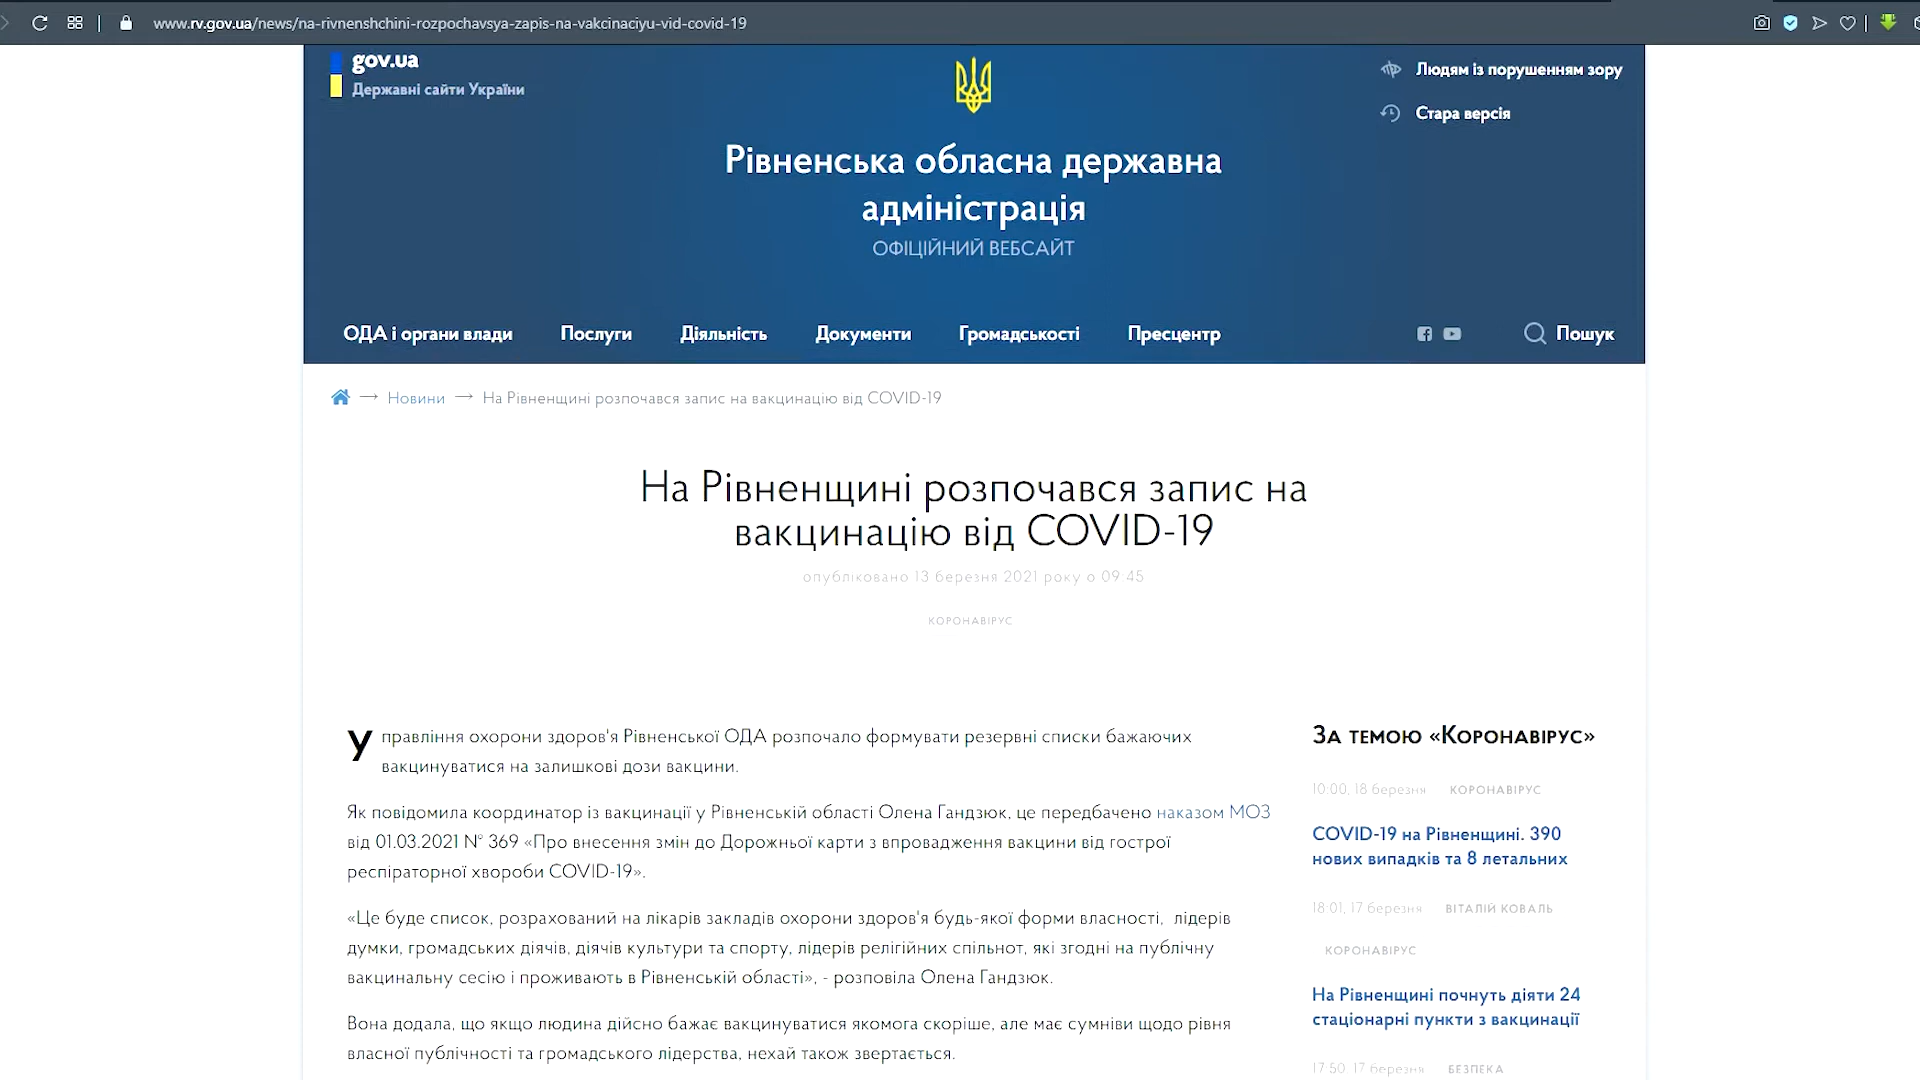 www.rv.gov.ua/news/na-rivnenshchini-rozpochavsya-zapis-na-vakcinaciyu-vid-covid-19
gov.ua
Державні сайти України
Людям із порушенням зору
Стара версія
Рівненська обласна державна
адміністрація
ОФІЦІЙНИЙ ВЕБСАЙТ
ОДА і органи влади Послуги Діяльність Документи Громадськості Пресцентр Пошук
Новини → На Рівненщині розпочався запис на вакцинацію від COVID-19
На Рівненщині розпочався запис на
вакцинацію від COVID-19
опубліковано 13 березня 2021 року о 09:45
КОРОНАВІРУС
Управління охорони здоров'я Рівненської ОДА розпочало формувати резервні списки бажаючих
вакцинуватися на залишкові дози вакцини.
Як повідомила координатор із вакцинації у Рівненській області Олена Гандзюк, це передбачено наказом МОЗ
від 01.03.2021 № 369 «Про внесення змін до Дорожньої карти з впровадження вакцини від гострої
респіраторної хвороби COVID-19».
«Це буде список, розрахований на лікарів закладів охорони здоров'я будь-якої форми власності, лідерів
думки, громадських діячів, діячів культури та спорту, лідерів релігійних спільнот, які згодні на публічну
вакцинальну сесію і проживають в Рівненській області», - розповіла Олена Гандзюк.
Вона додала, що якщо людина дійсно бажає вакцинуватися якомога скоріше, але має сумніви щодо рівня
власної публічності та громадського лідерства, нехай також звертається.
За темою «Коронавірус»
10:00, 18 березня КОРОНАВІРУС
COVID-19 на Рівненщині. 390
нових випадків та 8 летальних
18:01, 17 березня ВІТАЛІЙ КОВАЛЬ
КОРОНАВІРУС
На Рівненщині почнуть діяти 24
стаціонарні пункти з вакцинації
17:50, 17 березня БЕЗПЕКА